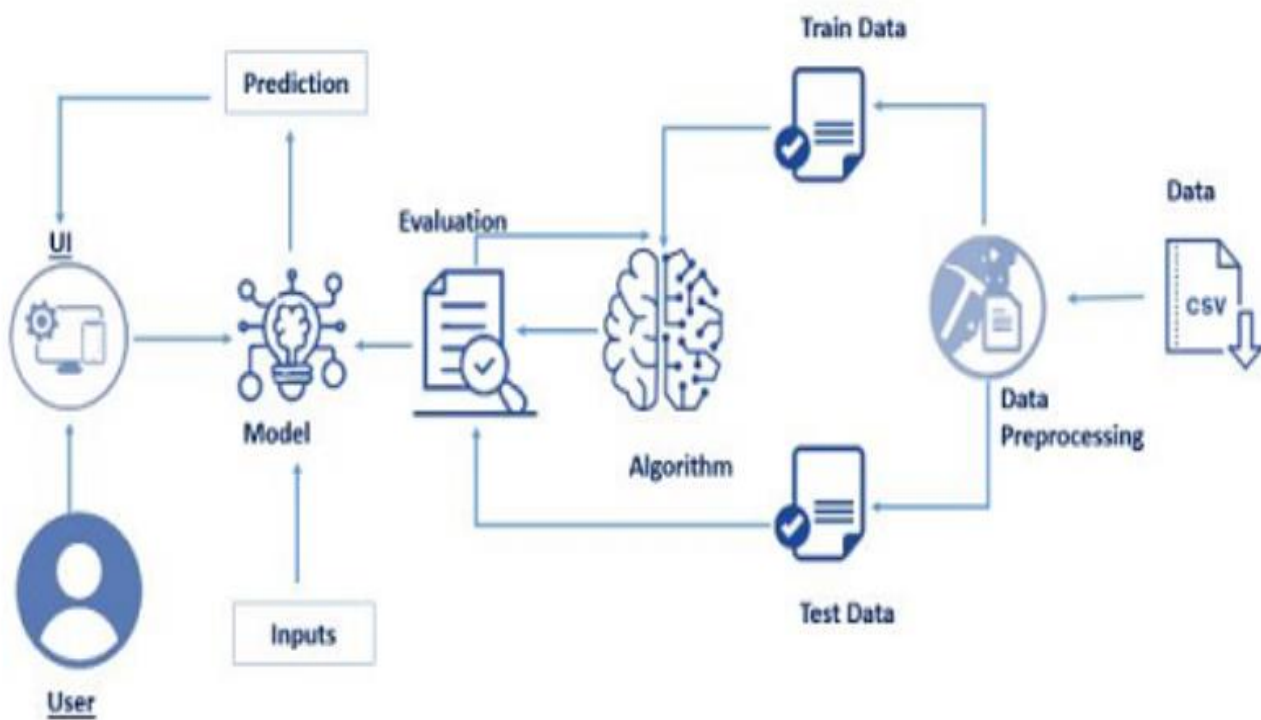 Train Data
Prediction
Data
Evaluation
UI
CSV
Data
Preprocessing
Model
Algorithm
Inputs
Test Data
User